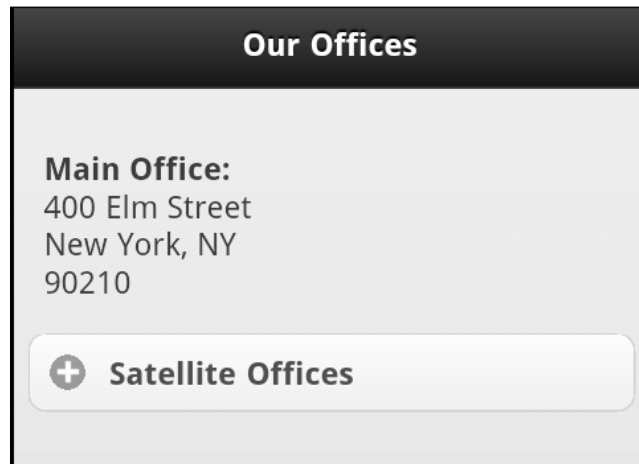 Our Offices
Main Office:
400 Elm Street
New York, NY
90210
Satellite Offices